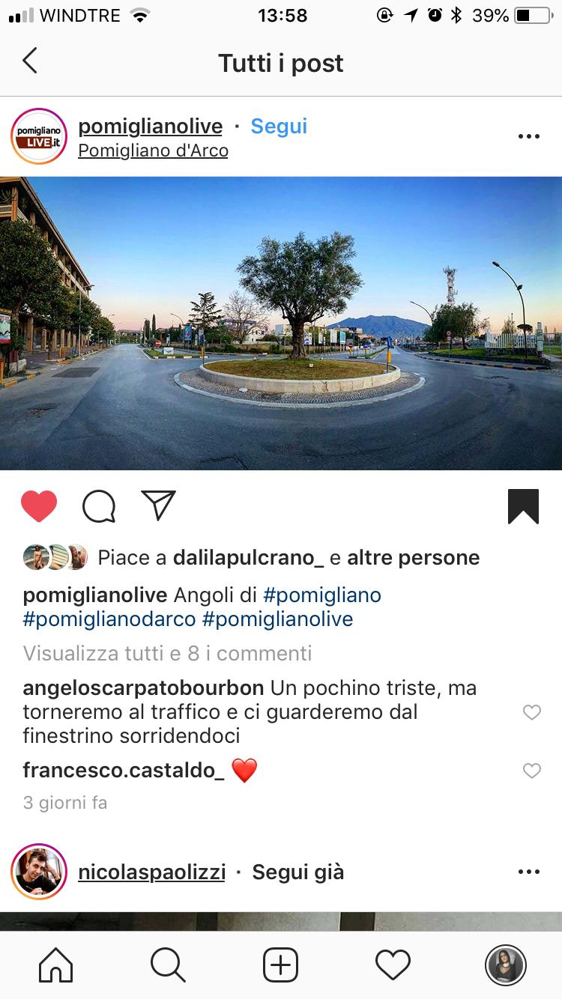 WINDTRE 13:58 39%
Tutti i post
pomigliano
LIVE.it
pomiglianolive · Segui
Pomigliano d'Arco
Piace a dalilapulcrano_ e altre persone
pomiglianolive Angoli di #pomigliano
#pomiglianodarco #pomiglianolive
Visualizza tutti e 8 i commenti
angeloscarpatobourbon Un pochino triste, ma
torneremo al traffico e ci guarderemo dal
finestrino sorridendoci
francesco.castaldo_ ❤️
3 giorni fa
nicolaspaolizzi · Segui già